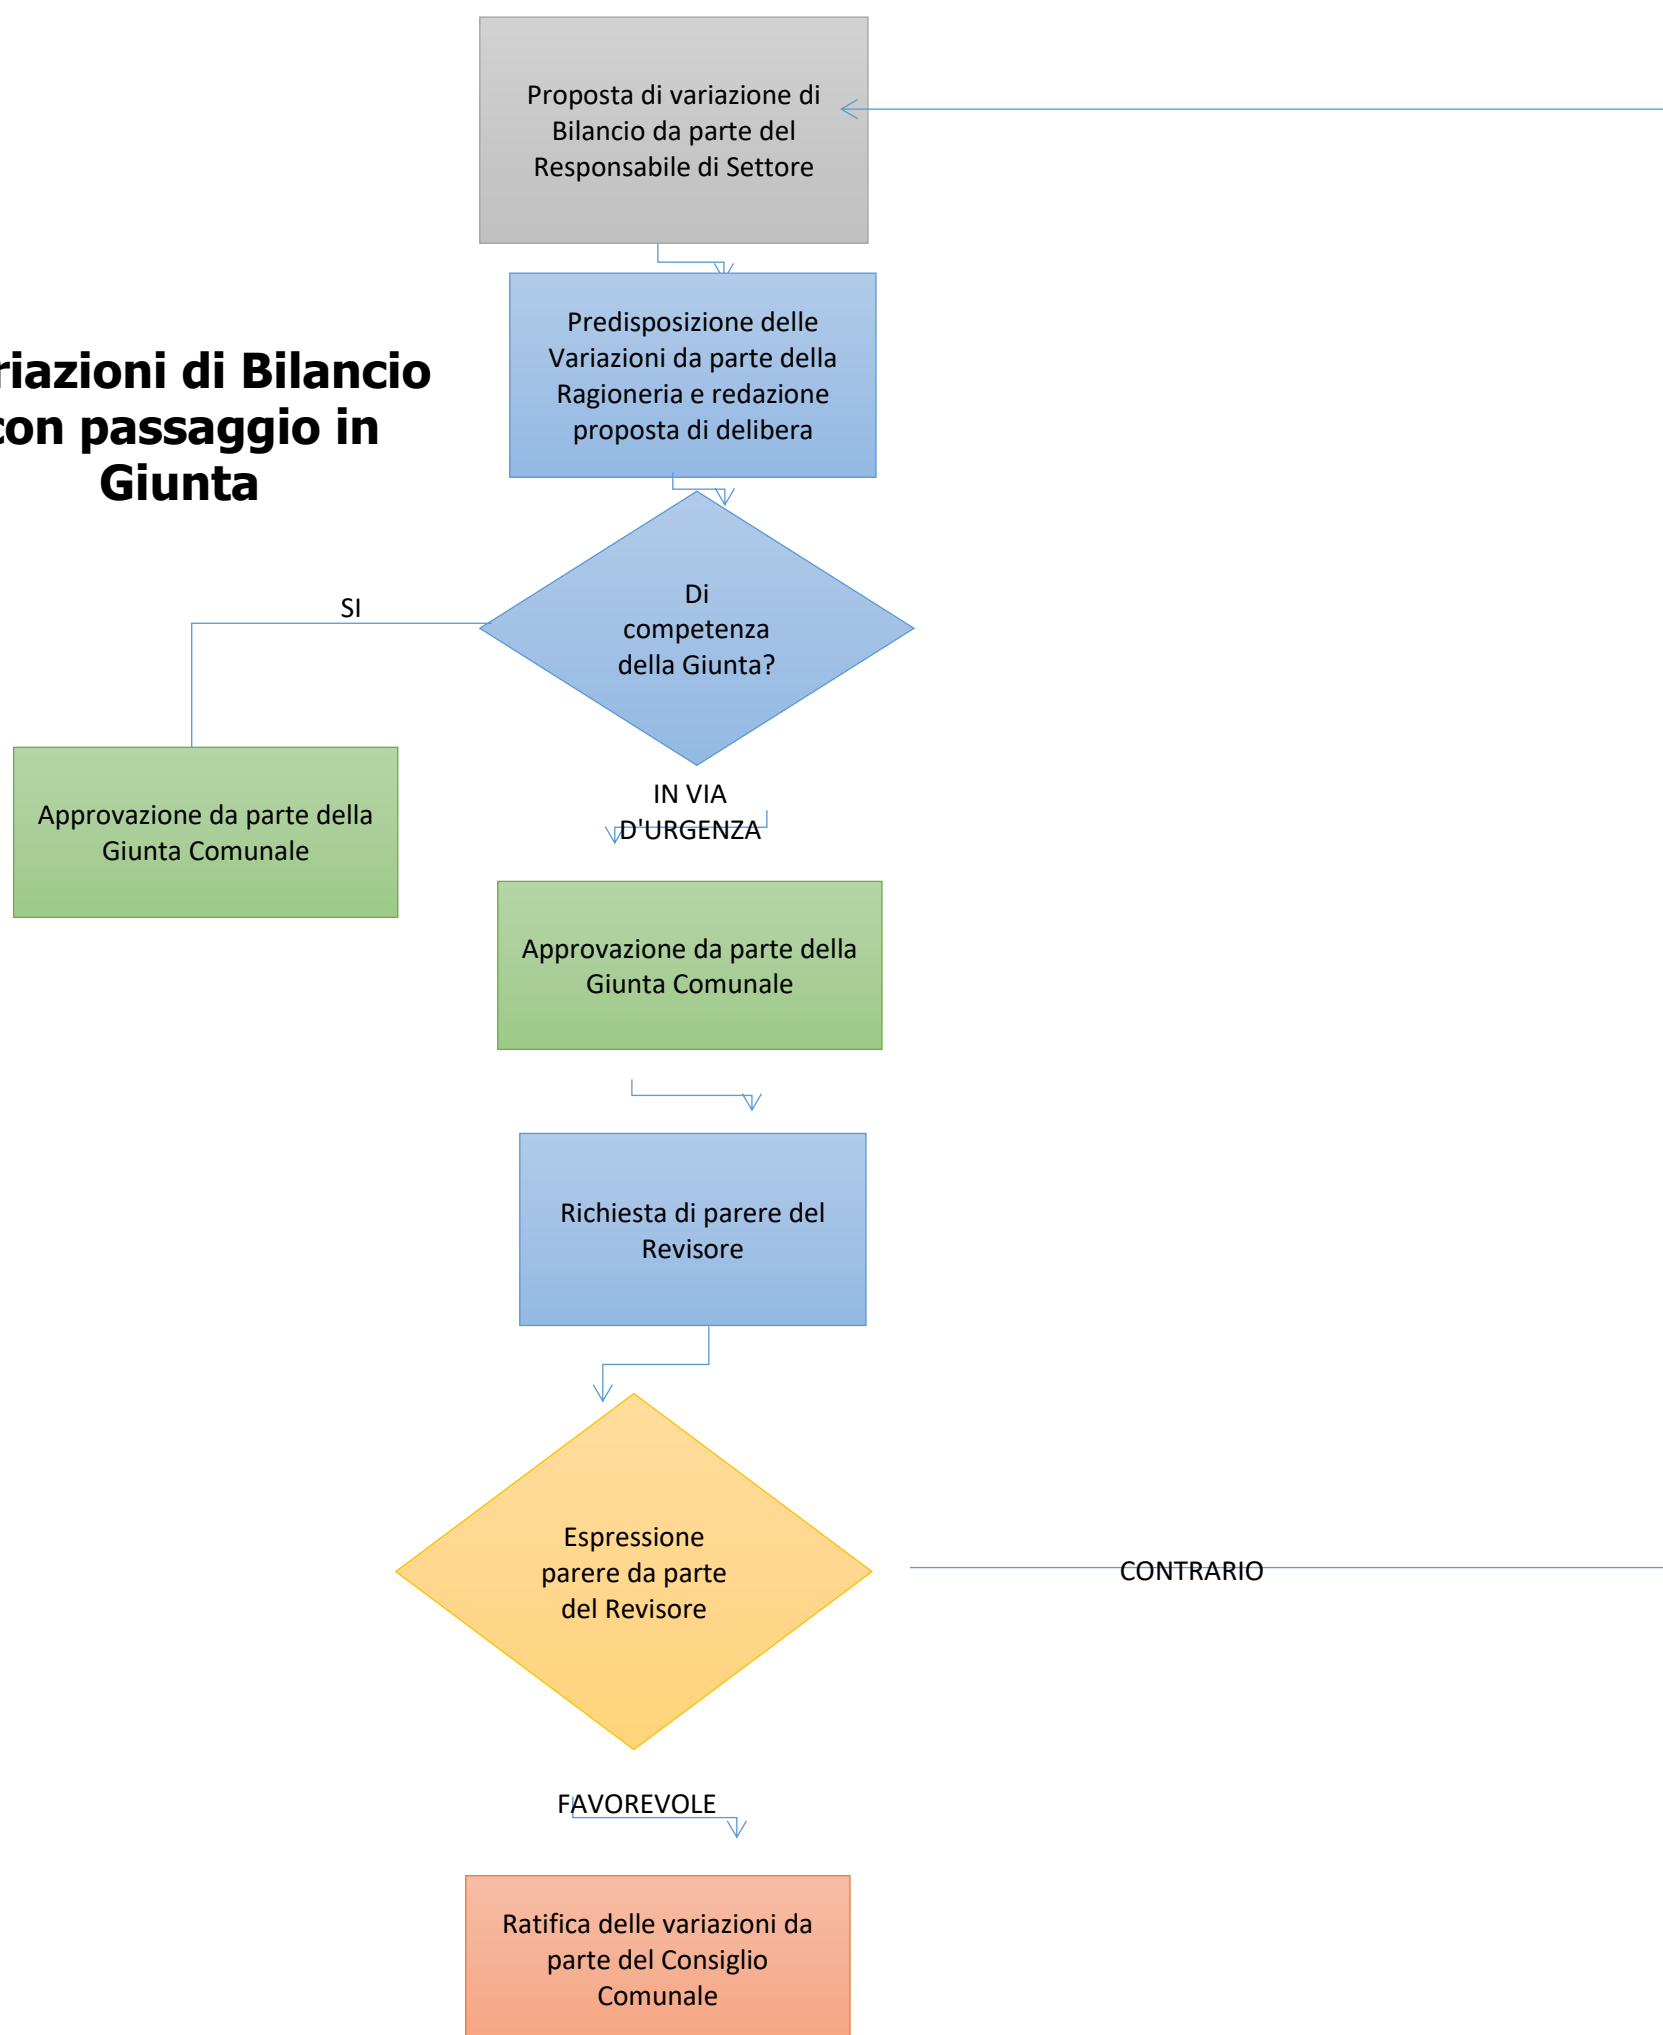 Proposta di variazione di
Bilancio da parte del
Responsabile di Settore
Predisposizione delle
Variazioni da parte della
Ragioneria e redazione
proposta di delibera
riazioni di Bilancio
con passaggio in
Giunta
Di
competenza
della Giunta?
SI
Approvazione da parte della
Giunta Comunale
IN VIA
D'URGENZA
Approvazione da parte della
Giunta Comunale
Richiesta di parere del
Revisore
Espressione
parere da parte
del Revisore
CONTRARIO
FAVOREVOLE
Ratifica delle variazioni da
parte del Consiglio
Comunale